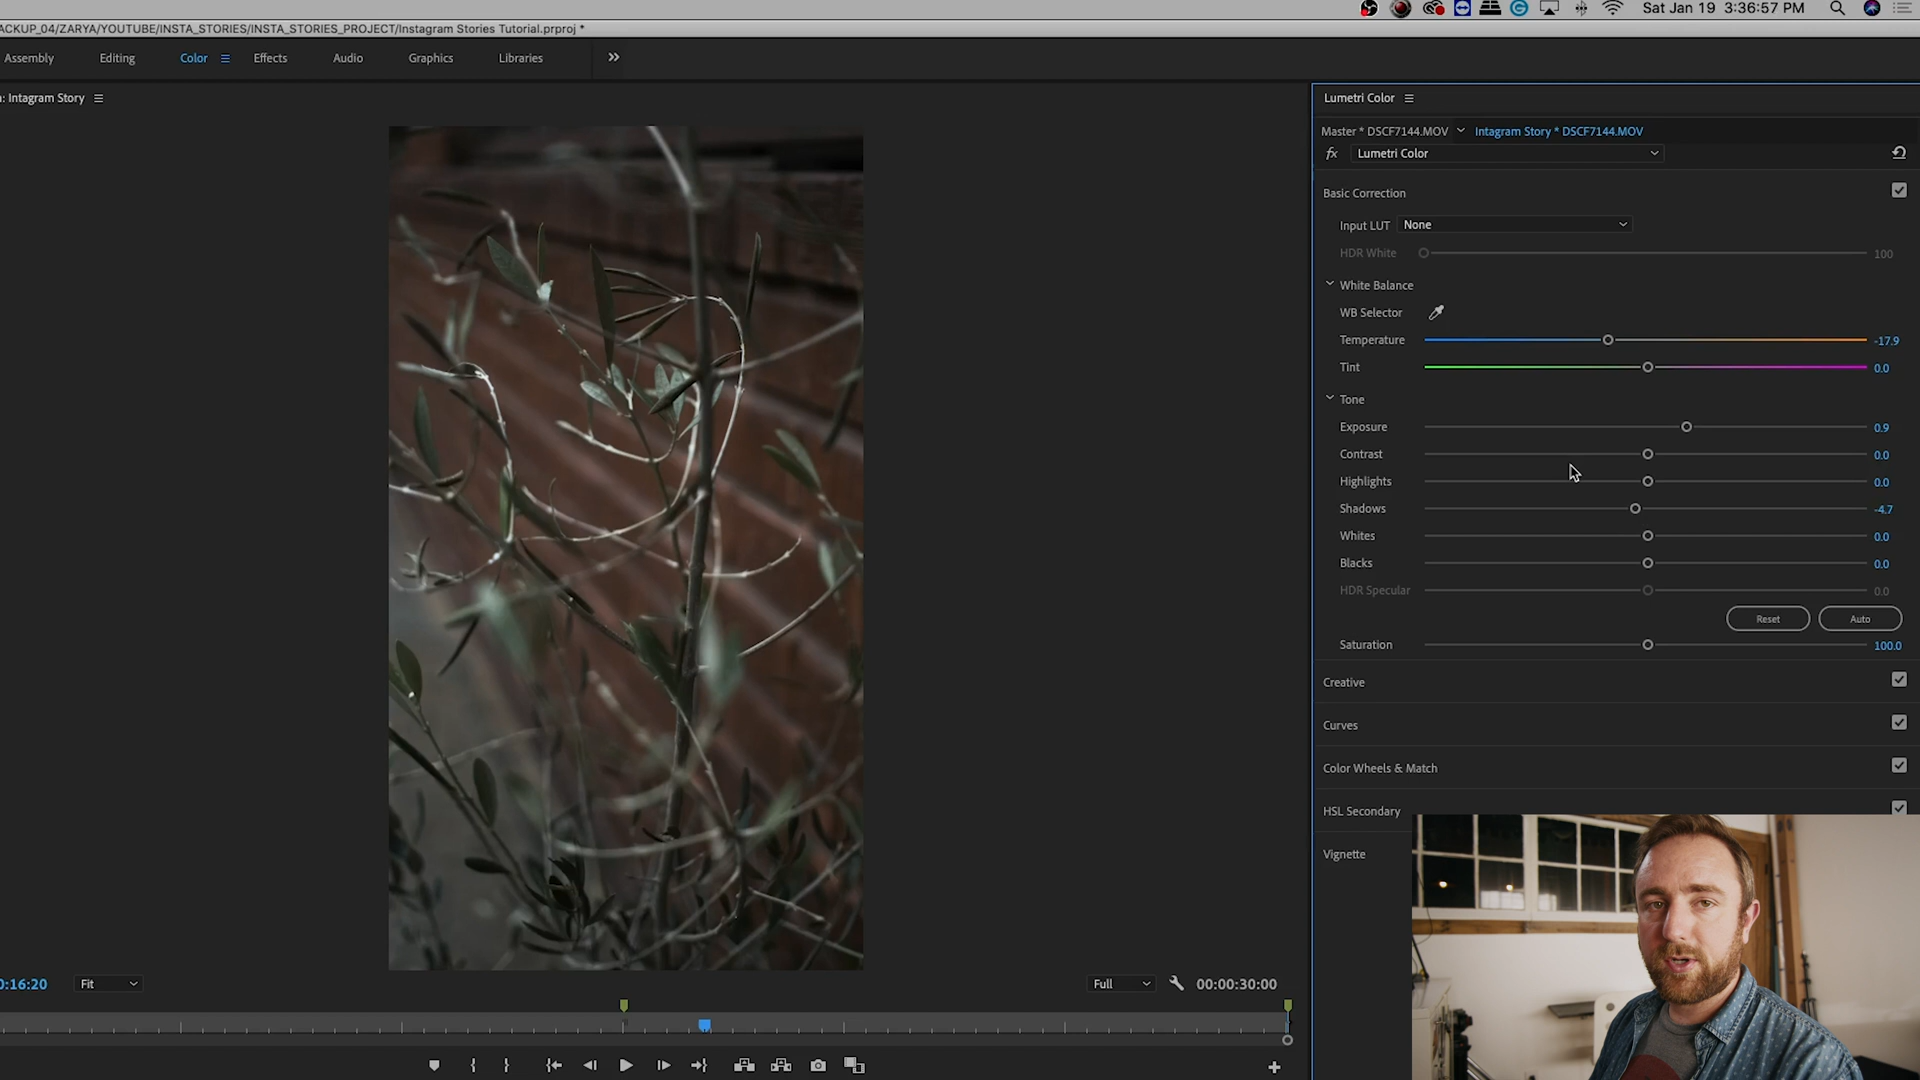 Sat Jan 19 3:36:57 PM
ACKUP_04/ZARYA/YOUTUBE/INSTA_STORIES/INSTA_STORIES_PROJECT/Instagram Stories Tutorial.prproj *
Assembly Editing Color Effects Audio Graphics Libraries
: Intagram Story
Lumetri Color
Master * DSCF7144.MOV Intagram Story * DSCF7144.MOV
fx Lumetri Color
Basic Correction
Input LUT None
HDR White 100
White Balance
WB Selector
Temperature -17.9
Tint 0.0
Tone
Exposure 0.9
Contrast 0.0
Highlights 0.0
Shadows -4.7
Whites 0.0
Blacks 0.0
HDR Specular 0.0
Reset Auto
Saturation 100.0
Creative
Curves
Color Wheels & Match
HSL Secondary
Vignette
0:16:20 Fit Full 00:00:30:00